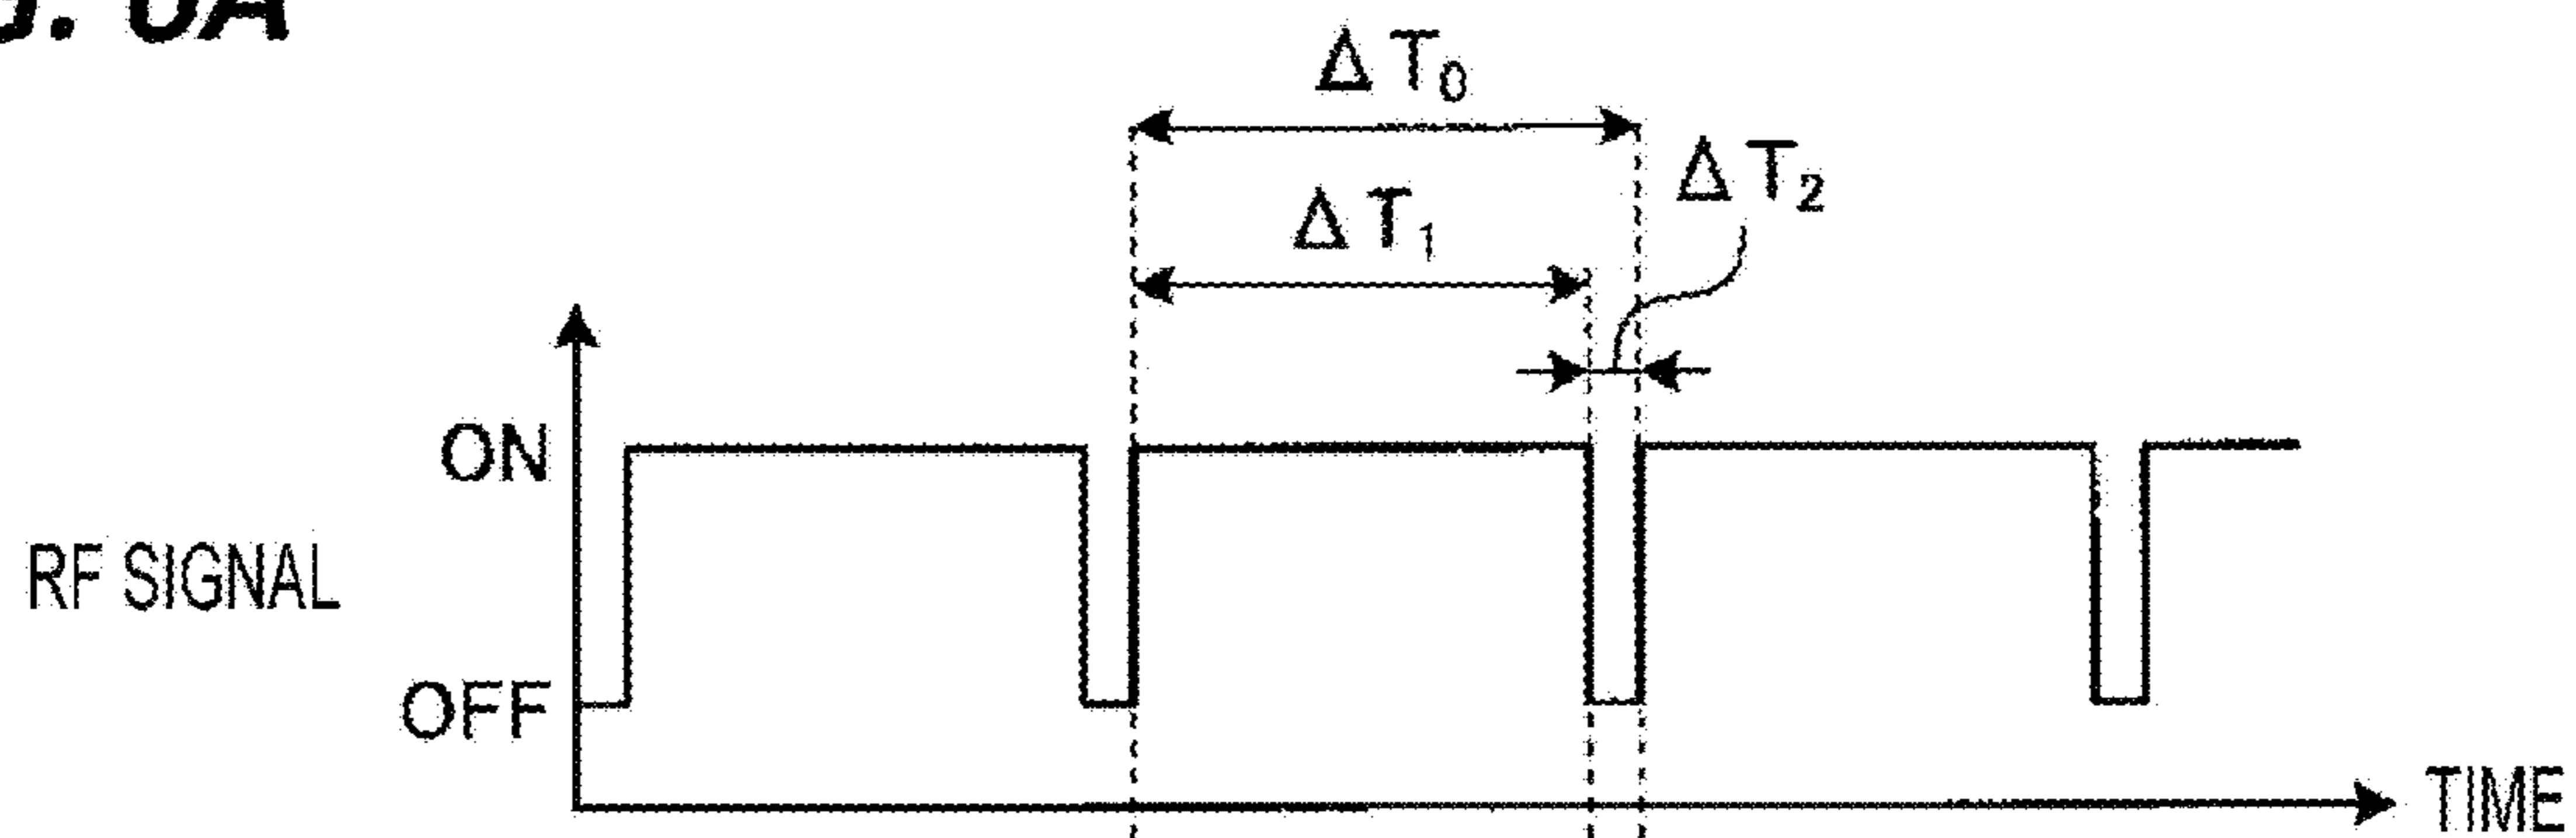 ΔT₀
ΔT₂
ΔT₁
ON
RF SIGNAL
OFF
TIME